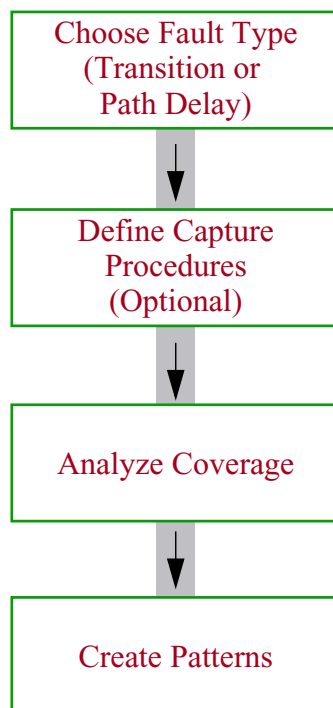 Choose Fault Type
(Transition or
Path Delay)
Define Capture
Procedures
(Optional)
Analyze Coverage
Create Patterns